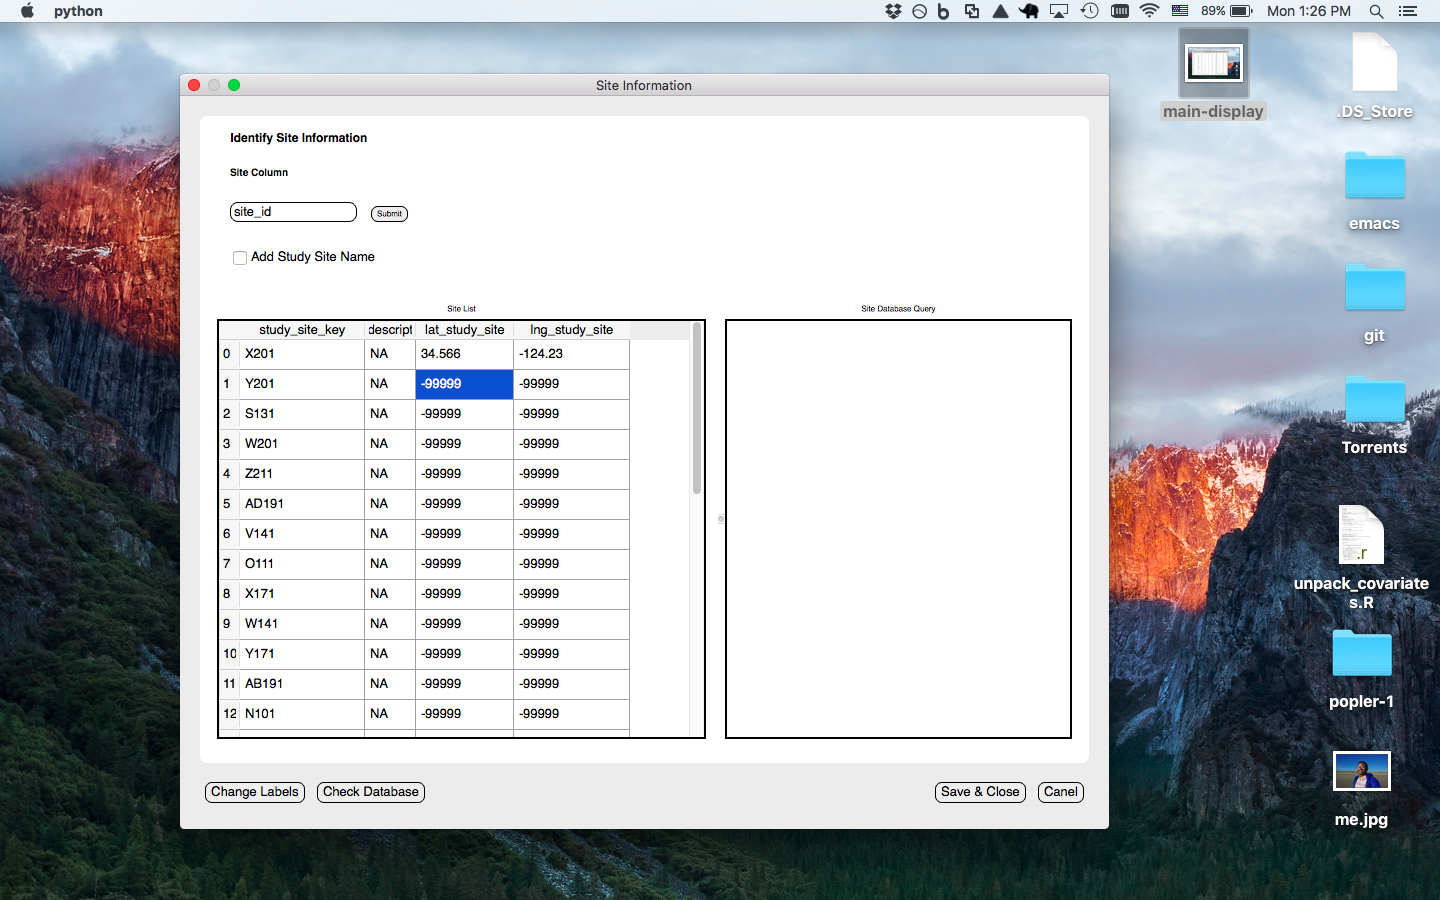 python 89% Mon 1:26 PM
Site Information
main-display
.DS_Store
Identify Site Information
Site Column
site_id Submit
emacs
Add Study Site Name
Site List Site Database Query
study_site_key descript lat_study_site lng_study_site
0 X201 NA 34.566 -124.23
git
1 Y201 NA -99999 -99999
2 S131 NA -99999 -99999
3 W201 NA -99999 -99999
Torrents
4 Z211 NA -99999 -99999
5 AD191 NA -99999 -99999
6 V141 NA -99999 -99999
.r
7 O111 NA -99999 -99999
unpack_covariate
s.R
8 X171 NA -99999 -99999
9 W141 NA -99999 -99999
10 Y171 NA -99999 -99999
11 AB191 NA -99999 -99999
popler-1
12 N101 NA -99999 -99999
Change Labels Check Database Save & Close Canel
me.jpg